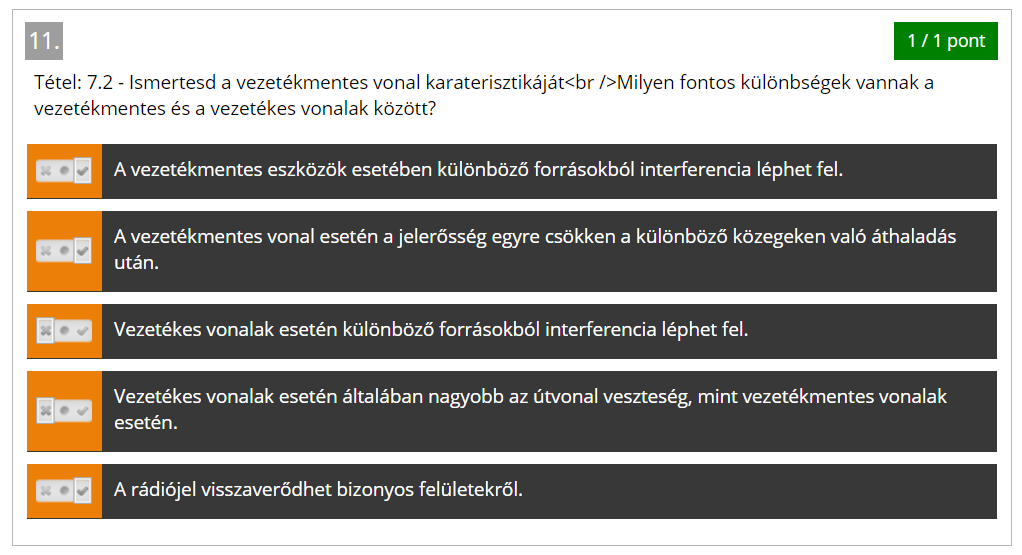 11.
1 / 1 pont
Tétel: 7.2 - Ismertesd a vezetékmentes vonal karaterisztikáját<br />Milyen fontos különbségek vannak a
vezetékmentes és a vezetékes vonalak között?
A vezetékmentes eszközök esetében különböző forrásokból interferencia léphet fel.
A vezetékmentes vonal esetén a jelerősség egyre csökken a különböző közegeken való áthaladás
után.
Vezetékes vonalak esetén különböző forrásokból interferencia léphet fel.
Vezetékes vonalak esetén általában nagyobb az útvonal veszteség, mint vezetékmentes vonalak
esetén.
A rádiójel visszaverődhet bizonyos felületekről.